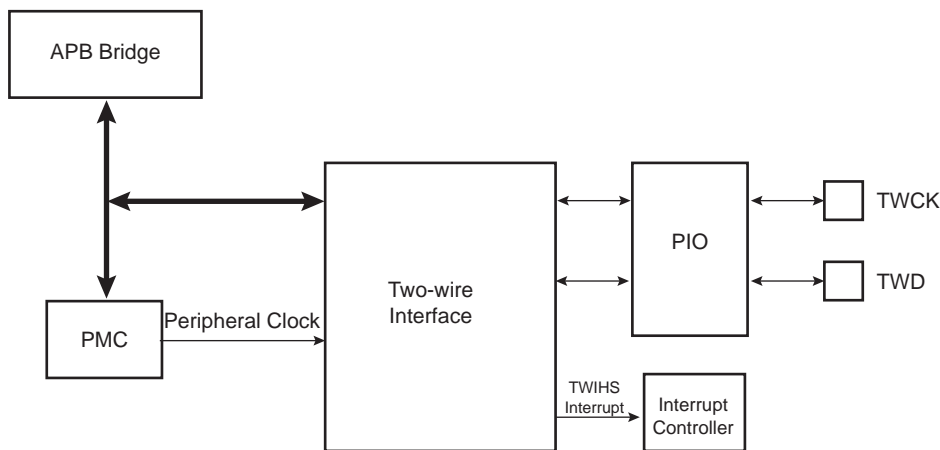 APB Bridge
TWCK
PIO
TWD
Two-wire
Interface
Peripheral Clock
PMC
TWIHS
Interrupt
Interrupt
Controller